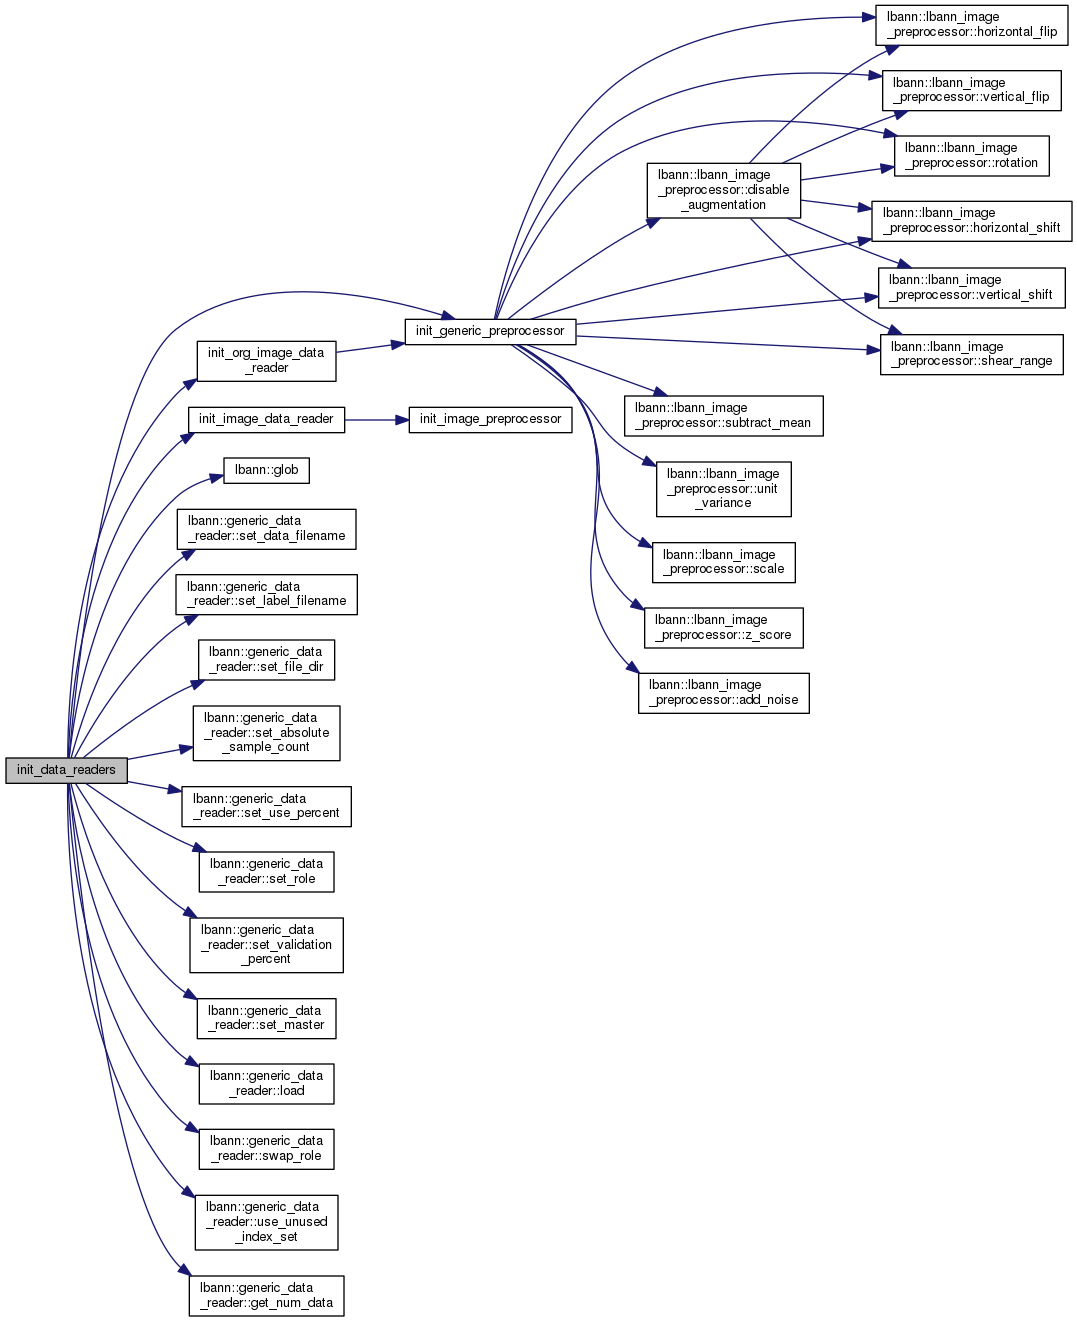 lbann::lbann_image
_preprocessor::horizontal_flip
lbann::lbann_image
_preprocessor::vertical_flip
lbann::lbann_image
_preprocessor::rotation
lbann::lbann_image
_preprocessor::disable
_augmentation
lbann::lbann_image
_preprocessor::horizontal_shift
lbann::lbann_image
_preprocessor::vertical_shift
init_generic_preprocessor
lbann::lbann_image
_preprocessor::shear_range
init_org_image_data
_reader
lbann::lbann_image
_preprocessor::subtract_mean
init_image_data_reader
init_image_preprocessor
lbann::glob
lbann::lbann_image
_preprocessor::unit
_variance
lbann::generic_data
_reader::set_data_filename
lbann::lbann_image
_preprocessor::scale
lbann::generic_data
_reader::set_label_filename
lbann::lbann_image
_preprocessor::z_score
lbann::generic_data
_reader::set_file_dir
lbann::lbann_image
_preprocessor::add_noise
lbann::generic_data
_reader::set_absolute
_sample_count
init_data_readers
lbann::generic_data
_reader::set_use_percent
lbann::generic_data
_reader::set_role
lbann::generic_data
_reader::set_validation
_percent
lbann::generic_data
_reader::set_master
lbann::generic_data
_reader::load
lbann::generic_data
_reader::swap_role
lbann::generic_data
_reader::use_unused
_index_set
lbann::generic_data
_reader::get_num_data